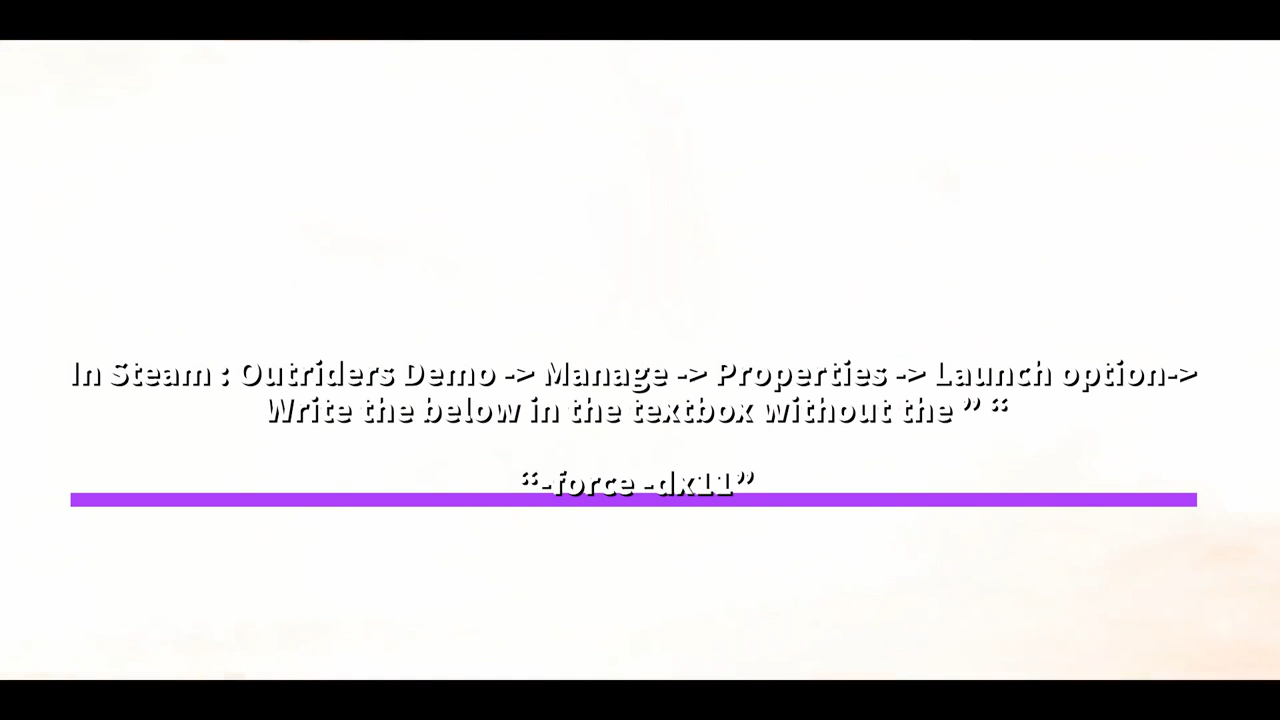 In Steam : Outriders Demo -> Manage -> Properties -> Launch option->
Write the below in the textbox without the ” “
“-force -dx11”